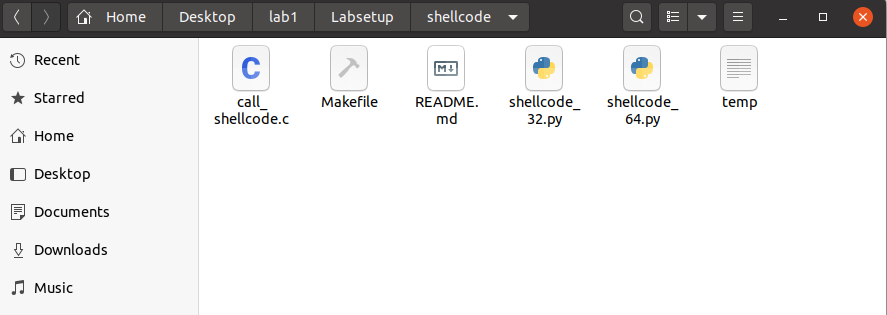 Home Desktop lab1 Labsetup shellcode
Recent
Starred
Home
Desktop
Documents
Downloads
Music
C
call_
shellcode.c
Makefile
M
README.
md
shellcode_
32.py
shellcode_
64.py
temp